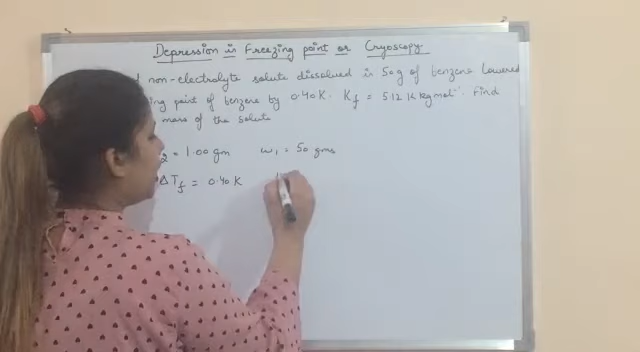 Depression in Freezing point or Cryoscopy.
non-electrolyte solute dissolved in 50g of benzene lowered
point of benzene by 0.40K. Kf = 5.12 K kg mol⁻¹. Find
mass of the solute
2 = 1.00 gm w₁ = 50 gms
ΔTf = 0.40 K